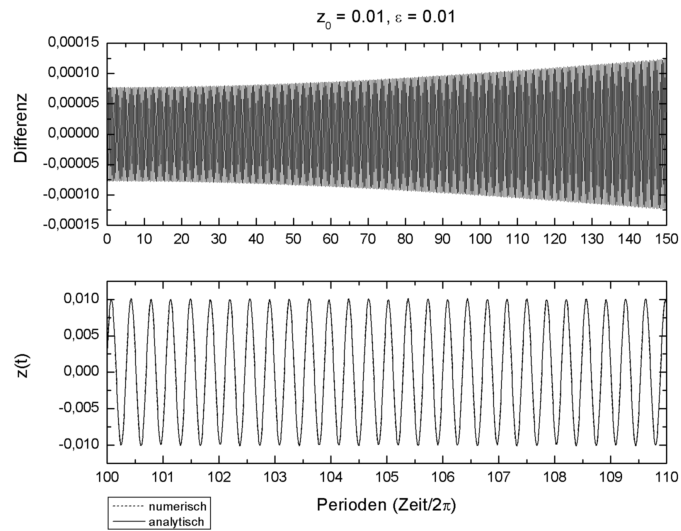 z₀ = 0.01, ε = 0.01
Differenz
0,00015
0,00010
0,00005
0,00000
-0,00005
-0,00010
-0,00015
0 10 20 30 40 50 60 70 80 90 100 110 120 130 140 150
z(t)
0,010
0,005
0,000
-0,005
-0,010
100 101 102 103 104 105 106 107 108 109 110
Perioden (Zeit/2π)
numerisch
analytisch